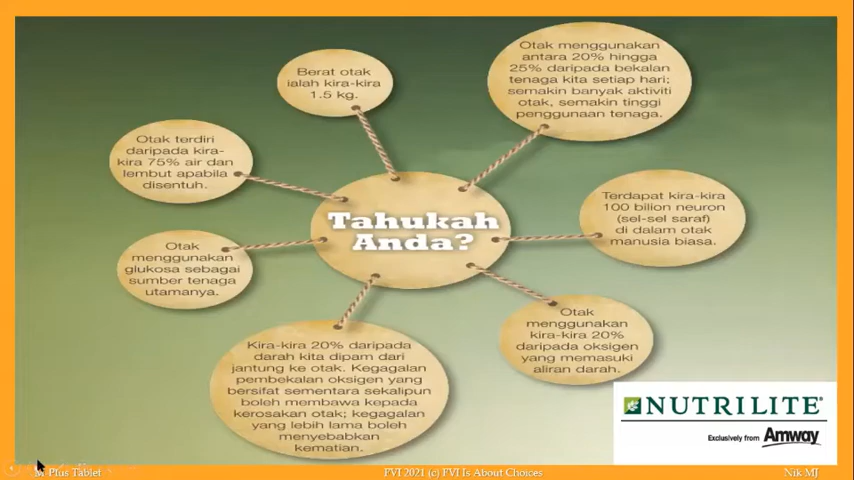 Berat otak
ialah kira-kira
1.5 kg.
Otak menggunakan
antara 20% hingga
25% daripada bekalan
tenaga kita setiap hari;
semakin banyak aktiviti
otak, semakin tinggi
penggunaan tenaga.
Otak terdiri
daripada kira-
kira 75% air dan
lembut apabila
disentuh.
Tahukah
Anda?
Terdapat kira-kira
100 bilion neuron
(sel-sel saraf)
di dalam otak
manusia biasa.
Otak
menggunakan
glukosa sebagai
sumber tenaga
utamanya.
Otak
menggunakan
kira-kira 20%
daripada oksigen
yang memasuki
aliran darah.
Kira-kira 20% daripada
darah kita dipam dari
jantung ke otak. Kegagalan
pembekalan oksigen yang
bersifat sementara sekalipun
boleh membawa kepada
kerosakan otak; kegagalan
yang lebih lama boleh
menyebabkan
kematian.
NUTRILITE®
Exclusively from Amway
Plus Tablet
FVI 2021 (c) FVI Is About Choices
Nik MJ